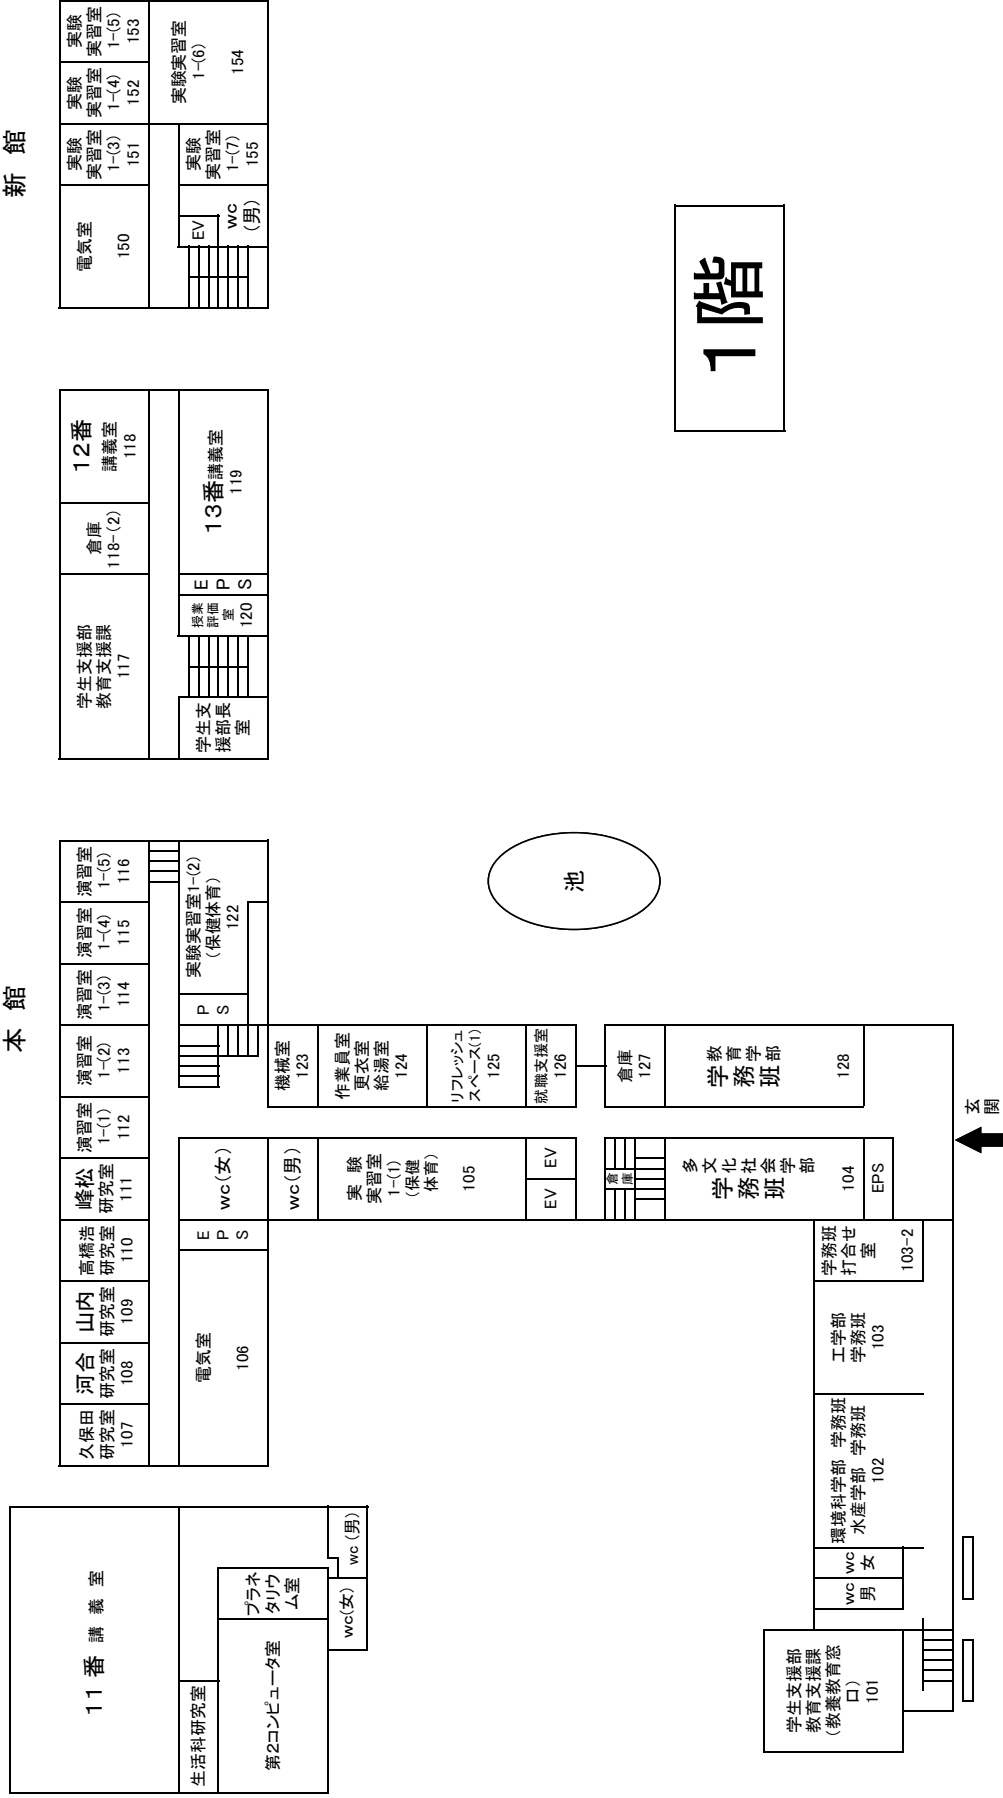 新 館
実験
実習室
1-(5)
153
実験
実習室
1-(4)
152
実験
実習室
1-(3)
151
電気室
150
実験実習室
1-(6)
154
実験
実習室
1-(7)
155
EV
wc
(男)
1階
12番
講義室
118
倉庫
118-(2)
学生支援部
教育支援課
117
13番講義室
119
E P S
授業
評価
室
120
学生支
援部長
室
本 館
演習室
1-(5)
116
演習室
1-(4)
115
演習室
1-(3)
114
演習室
1-(2)
113
演習室
1-(1)
112
峰松
研究室
111
高橋浩
研究室
110
山内
研究室
109
河合
研究室
108
久保田
研究室
107
実験実習室1-(2)
(保健体育)
122
P S
池
機械室
123
作業員室
更衣室
給湯室
124
リフレッシュ
スペース(1)
125
就職支援室
126
倉庫
127
教育学部
学務班
128
wc(女)
wc(男)
実 験
実習室
1-(1)
(保健
体育)
105
EV
EV
倉庫
多文化社会学部
学務班
104
EPS
玄関
E P S
電気室
106
学務班
打合せ
室
103-2
工学部
学務班
103
環境科学部 学務班
水産学部 学務班
102
wc
女
wc
男
学生支援部
教育支援課
(教養教育窓
口)
101
11 番 講 義 室
生活科研究室
プラネ
タリウ
ム室
第2コンピュータ室
wc(男)
wc(女)